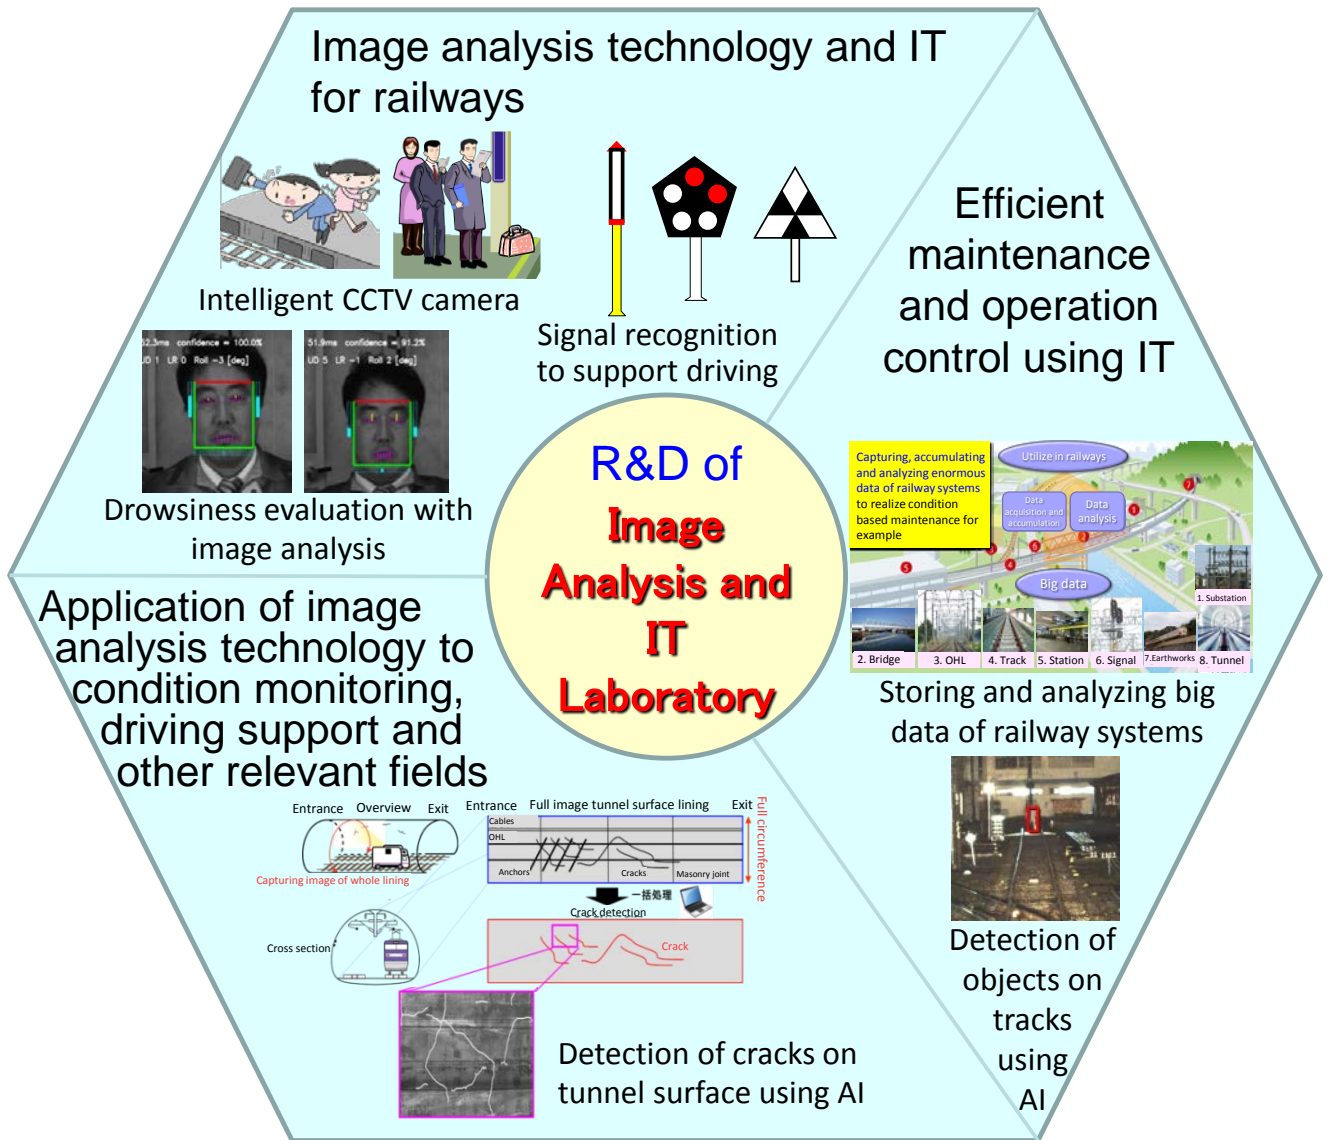 Image analysis technology and IT
for railways
Intelligent CCTV camera
Signal recognition
to support driving
52.3ms confidence = 100.0%
UD 1 LR 0 Roll -3 [deg]
51.9ms confidence = 91.2%
UD 5 LR -1 Roll 2 [deg]
Drowsiness evaluation with
image analysis
Efficient
maintenance
and operation
control using IT
R&D of
Image
Analysis and
IT
Laboratory
Capturing, accumulating
and analyzing enormous
data of railway systems
to realize condition
based maintenance for
example
Utilize in railways
Data
acquisition and
accumulation
Data
analysis
Big data
7
1
2
3
6
4
5
1. Substation
2. Bridge
3. OHL
4. Track
5. Station
6. Signal
7.Earthworks
8. Tunnel
Storing and analyzing big
data of railway systems
Detection of
objects on
tracks
using
AI
Application of image
analysis technology to
condition monitoring,
driving support and
other relevant fields
Entrance Overview Exit
Capturing image of whole lining
Cross section
Entrance Full image tunnel surface lining Exit
Full circumference
Cables
OHL
Anchors
Cracks
Masonry joint
一括処理
Crack detection
Crack
Detection of cracks on
tunnel surface using AI